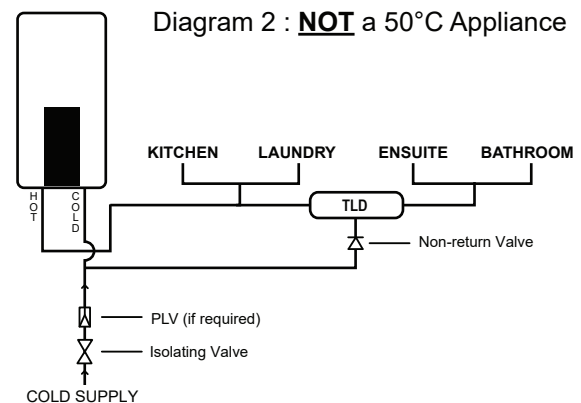 Diagram 2 : NOT a 50°C Appliance
KITCHEN LAUNDRY ENSUITE BATHROOM
HOT COLD
TLD
Non-return Valve
PLV (if required)
Isolating Valve
COLD SUPPLY